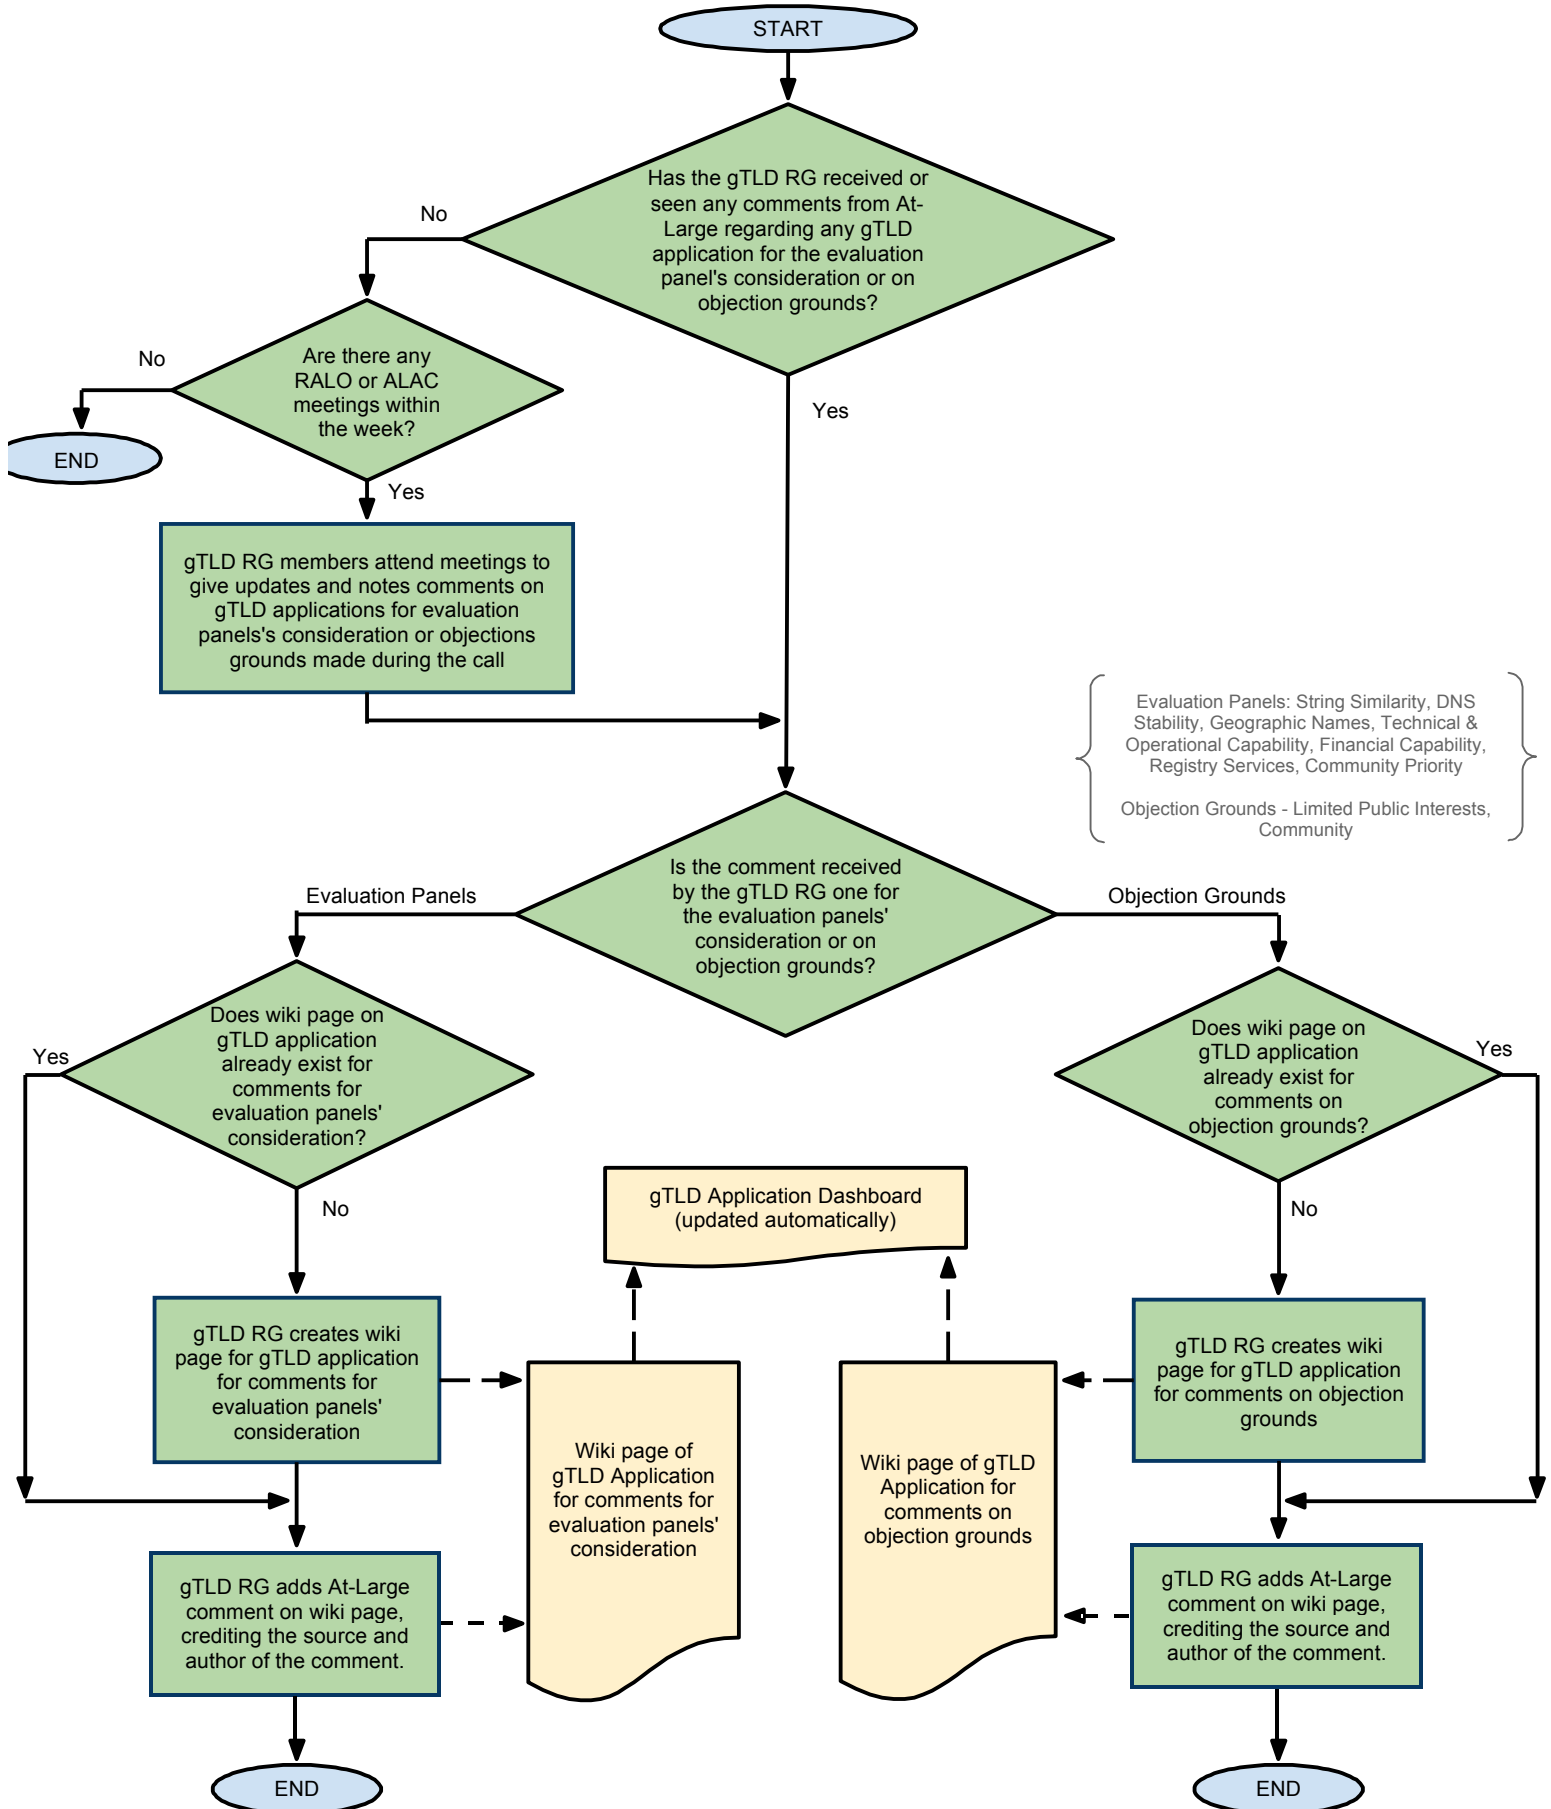 START
Has the gTLD RG received or
seen any comments from At-
Large regarding any gTLD
application for the evaluation
panel's consideration or on
objection grounds?
No
Are there any
RALO or ALAC
meetings within
the week?
No
END
Yes
Yes
gTLD RG members attend meetings to
give updates and notes comments on
gTLD applications for evaluation
panels's consideration or objections
grounds made during the call
Evaluation Panels: String Similarity, DNS
Stability, Geographic Names, Technical &
Operational Capability, Financial Capability,
Registry Services, Community Priority
Objection Grounds - Limited Public Interests,
Community
Is the comment received
by the gTLD RG one for
the evaluation panels'
consideration or on
objection grounds?
Evaluation Panels
Objection Grounds
Does wiki page on
gTLD application
already exist for
comments for
evaluation panels'
consideration?
Yes
No
Does wiki page on
gTLD application
already exist for
comments on
objection grounds?
Yes
No
gTLD Application Dashboard
(updated automatically)
gTLD RG creates wiki
page for gTLD application
for comments for
evaluation panels'
consideration
Wiki page of
gTLD Application
for comments for
evaluation panels'
consideration
Wiki page of gTLD
Application for
comments on
objection grounds
gTLD RG creates wiki
page for gTLD application
for comments on objection
grounds
gTLD RG adds At-Large
comment on wiki page,
crediting the source and
author of the comment.
gTLD RG adds At-Large
comment on wiki page,
crediting the source and
author of the comment.
END
END